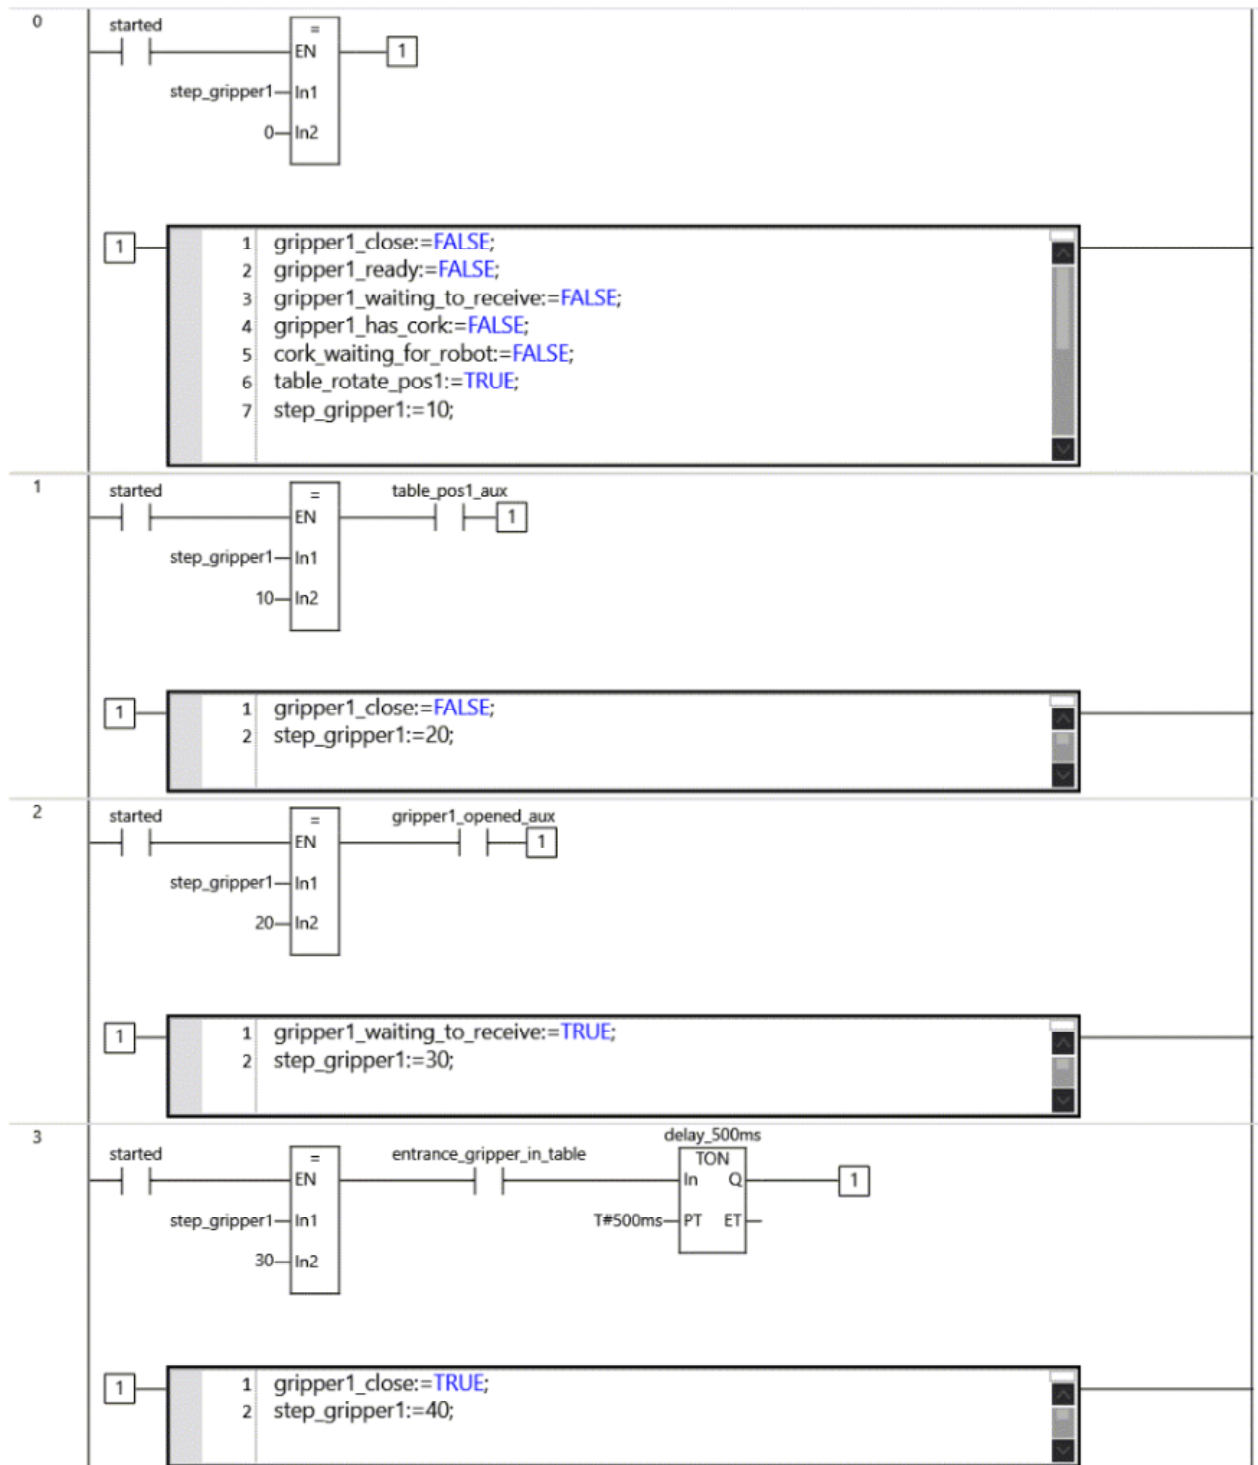 0
started
=
EN
1
step_gripper1 In1
0 In2
1
1 gripper1_close:=FALSE;
2 gripper1_ready:=FALSE;
3 gripper1_waiting_to_receive:=FALSE;
4 gripper1_has_cork:=FALSE;
5 cork_waiting_for_robot:=FALSE;
6 table_rotate_pos1:=TRUE;
7 step_gripper1:=10;
1
started
=
table_pos1_aux
EN
1
step_gripper1 In1
10 In2
1
1 gripper1_close:=FALSE;
2 step_gripper1:=20;
2
started
=
gripper1_opened_aux
EN
1
step_gripper1 In1
20 In2
1
1 gripper1_waiting_to_receive:=TRUE;
2 step_gripper1:=30;
3
delay_500ms
started
=
entrance_gripper_in_table
TON
EN
In Q
1
step_gripper1 In1
T#500ms PT ET
30 In2
1
1 gripper1_close:=TRUE;
2 step_gripper1:=40;